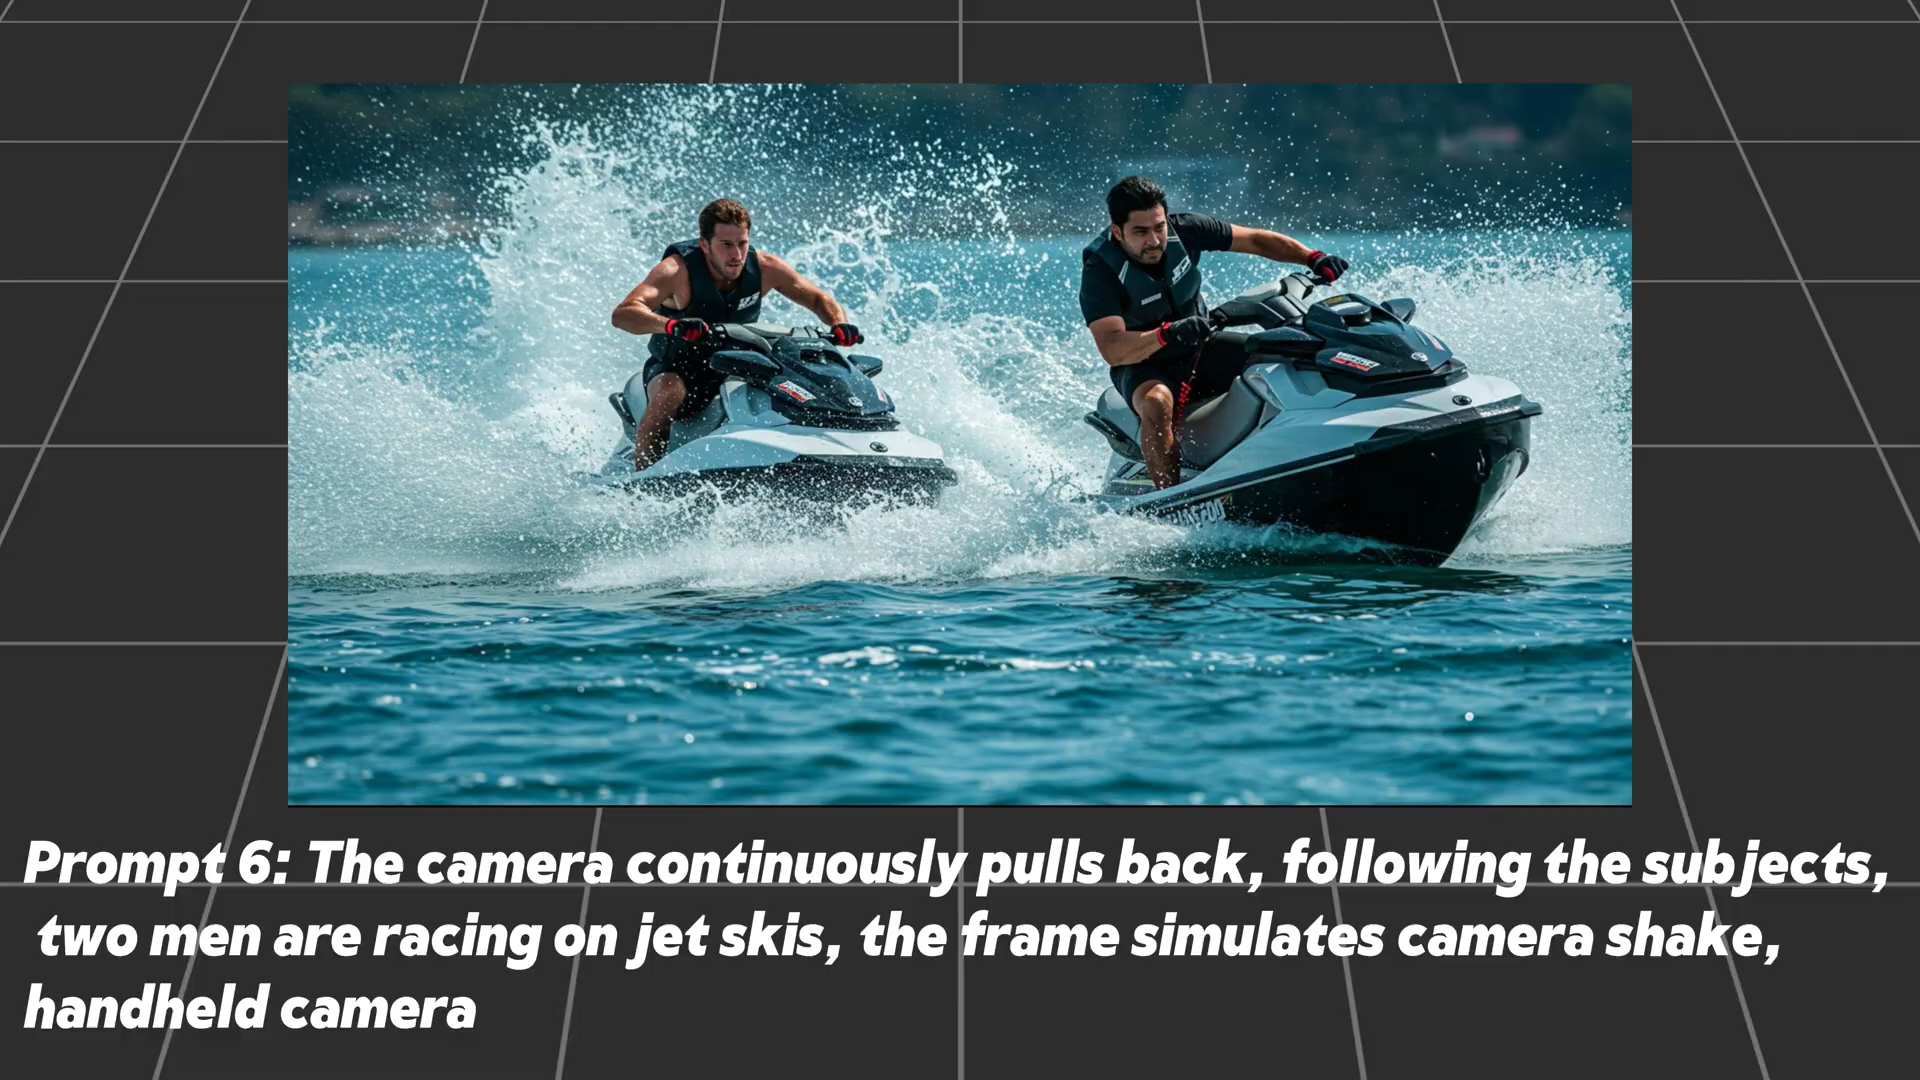 Prompt 6: The camera continuously pulls back, following the subjects,
two men are racing on jet skis, the frame simulates camera shake,
handheld camera